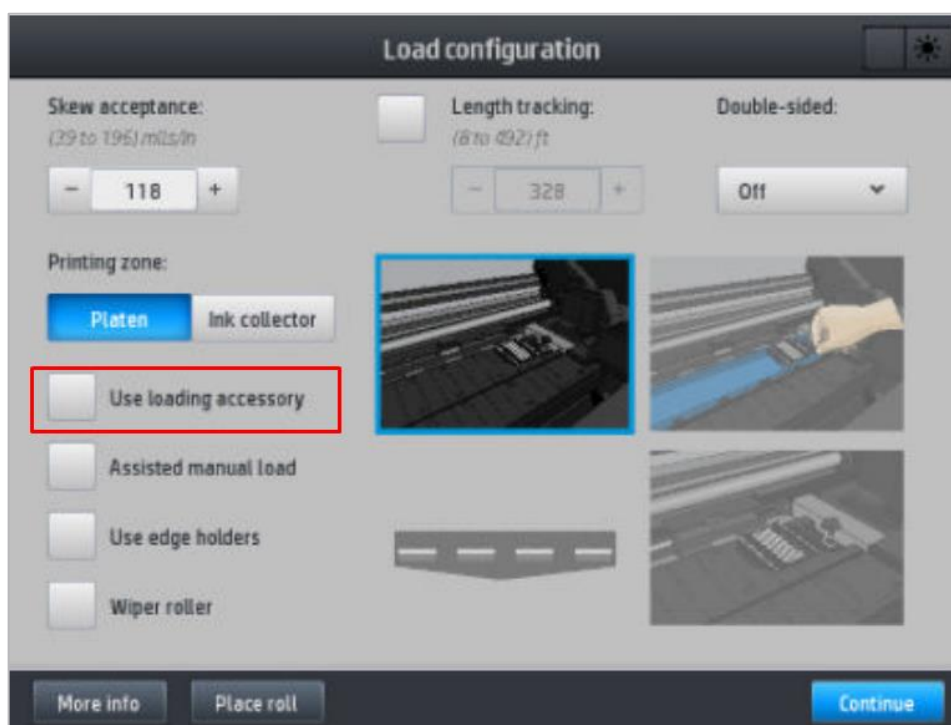 Load configuration
Skew acceptance:
(39 to 196) mils/in
- 118 +
Length tracking:
(8 to 492) ft
- 328 +
Double-sided:
Off
Printing zone:
Platen
Ink collector
Use loading accessory
Assisted manual load
Use edge holders
Wiper roller
More info
Place roll
Continue